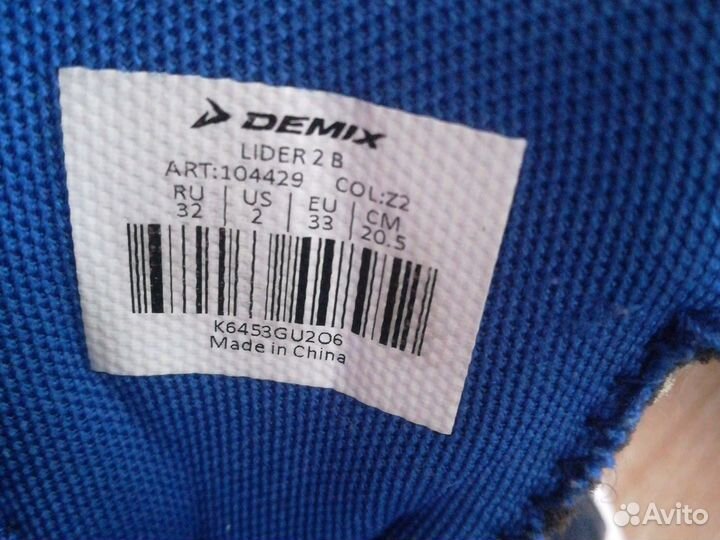 DEMIX
LIDER 2 B
ART:104429 COL:Z2
RU US EU CM
32 2 33 20.5
K6453GU2O6
Made in China
Avito